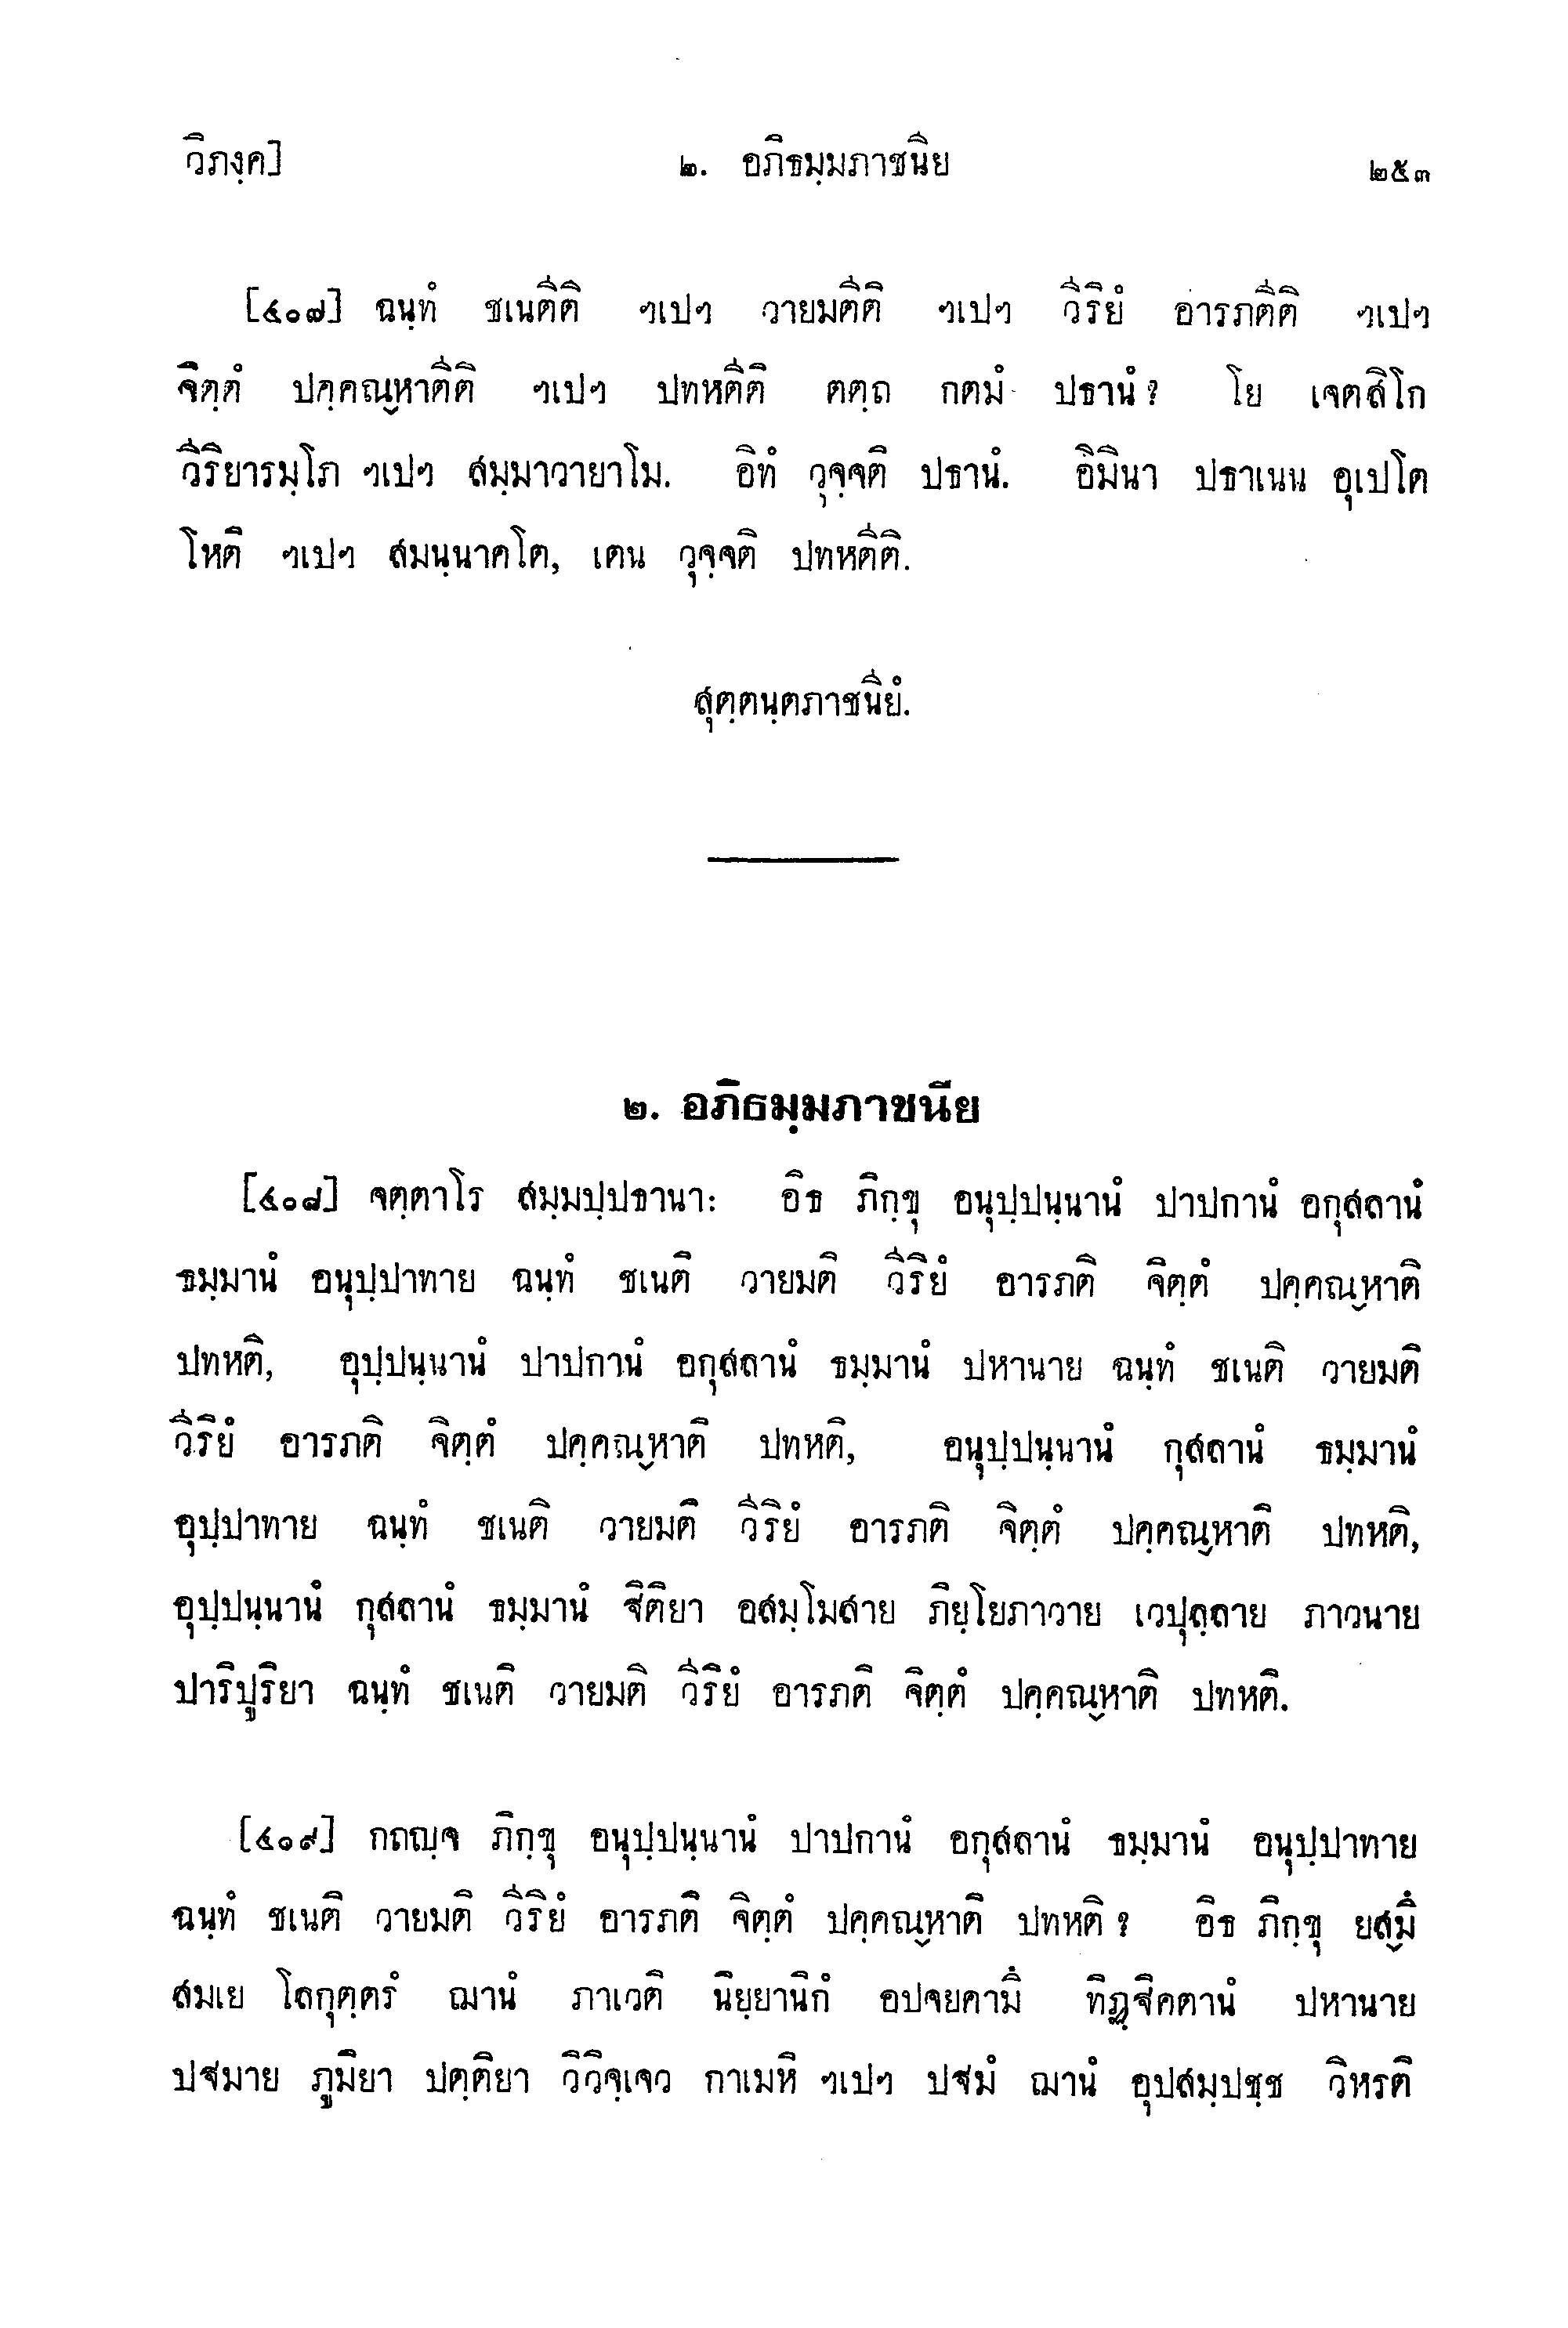 วิภงฺค] ๒. อภิธมฺมภาชนีย ๒๕๓
[๔๐๗] ฉนฺทํ ชเนตีติ ฯเปฯ วายมตีติ ฯเปฯ วีริยํ อารภตีติ ฯเปฯ
จิตฺตํ ปคฺคณฺหาตีติ ฯเปฯ ปทหตีติ ตตฺถ กตมํ ปธานํ? โย เจตสิโก
วีริยารมฺโภ ฯเปฯ สมฺมาวายาโม. อิทํ วุจฺจติ ปธานํ. อิมินา ปธาเนน อุเปโต
โหติ ฯเปฯ สมนฺนาคโต, เตน วุจฺจติ ปทหตีติ.
สุตฺตนฺตภาชนียํ.
๒. อภิธมฺมภาชนีย
[๔๐๘] จตฺตาโร สมฺมปฺปธานา: อิธ ภิกฺขุ อนุปฺปนฺนานํ ปาปกานํ อกุสลานํ
ธมฺมานํ อนุปฺปาทาย ฉนฺทํ ชเนติ วายมติ วีริยํ อารภติ จิตฺตํ ปคฺคณฺหาติ
ปทหติ, อุปฺปนฺนานํ ปาปกานํ อกุสลานํ ธมฺมานํ ปหานาย ฉนฺทํ ชเนติ วายมติ
วีริยํ อารภติ จิตฺตํ ปคฺคณฺหาติ ปทหติ, อนุปฺปนฺนานํ กุสลานํ ธมฺมานํ
อุปฺปาทาย ฉนฺทํ ชเนติ วายมติ วีริยํ อารภติ จิตฺตํ ปคฺคณฺหาติ ปทหติ,
อุปฺปนฺนานํ กุสลานํ ธมฺมานํ ฐิติยา อสมฺโมสาย ภิยฺโยภาวาย เวปุลฺลาย ภาวนาย
ปาริปูริยา ฉนฺทํ ชเนติ วายมติ วีริยํ อารภติ จิตฺตํ ปคฺคณฺหาติ ปทหติ.
[๔๐๙] กถญฺจ ภิกฺขุ อนุปฺปนฺนานํ ปาปกานํ อกุสลานํ ธมฺมานํ อนุปฺปาทาย
ฉนฺทํ ชเนติ วายมติ วีริยํ อารภติ จิตฺตํ ปคฺคณฺหาติ ปทหติ? อิธ ภิกฺขุ ยสฺมึ
สมเย โลกุตฺตรํ ฌานํ ภาเวติ นิยฺยานิกํ อปจยคามึ ทิฏฺฐิคตานํ ปหานาย
ปฐมาย ภูมิยา ปตฺติยา วิวิจฺเจว กาเมหิ ฯเปฯ ปฐมํ ฌานํ อุปสมฺปชฺช วิหรติ